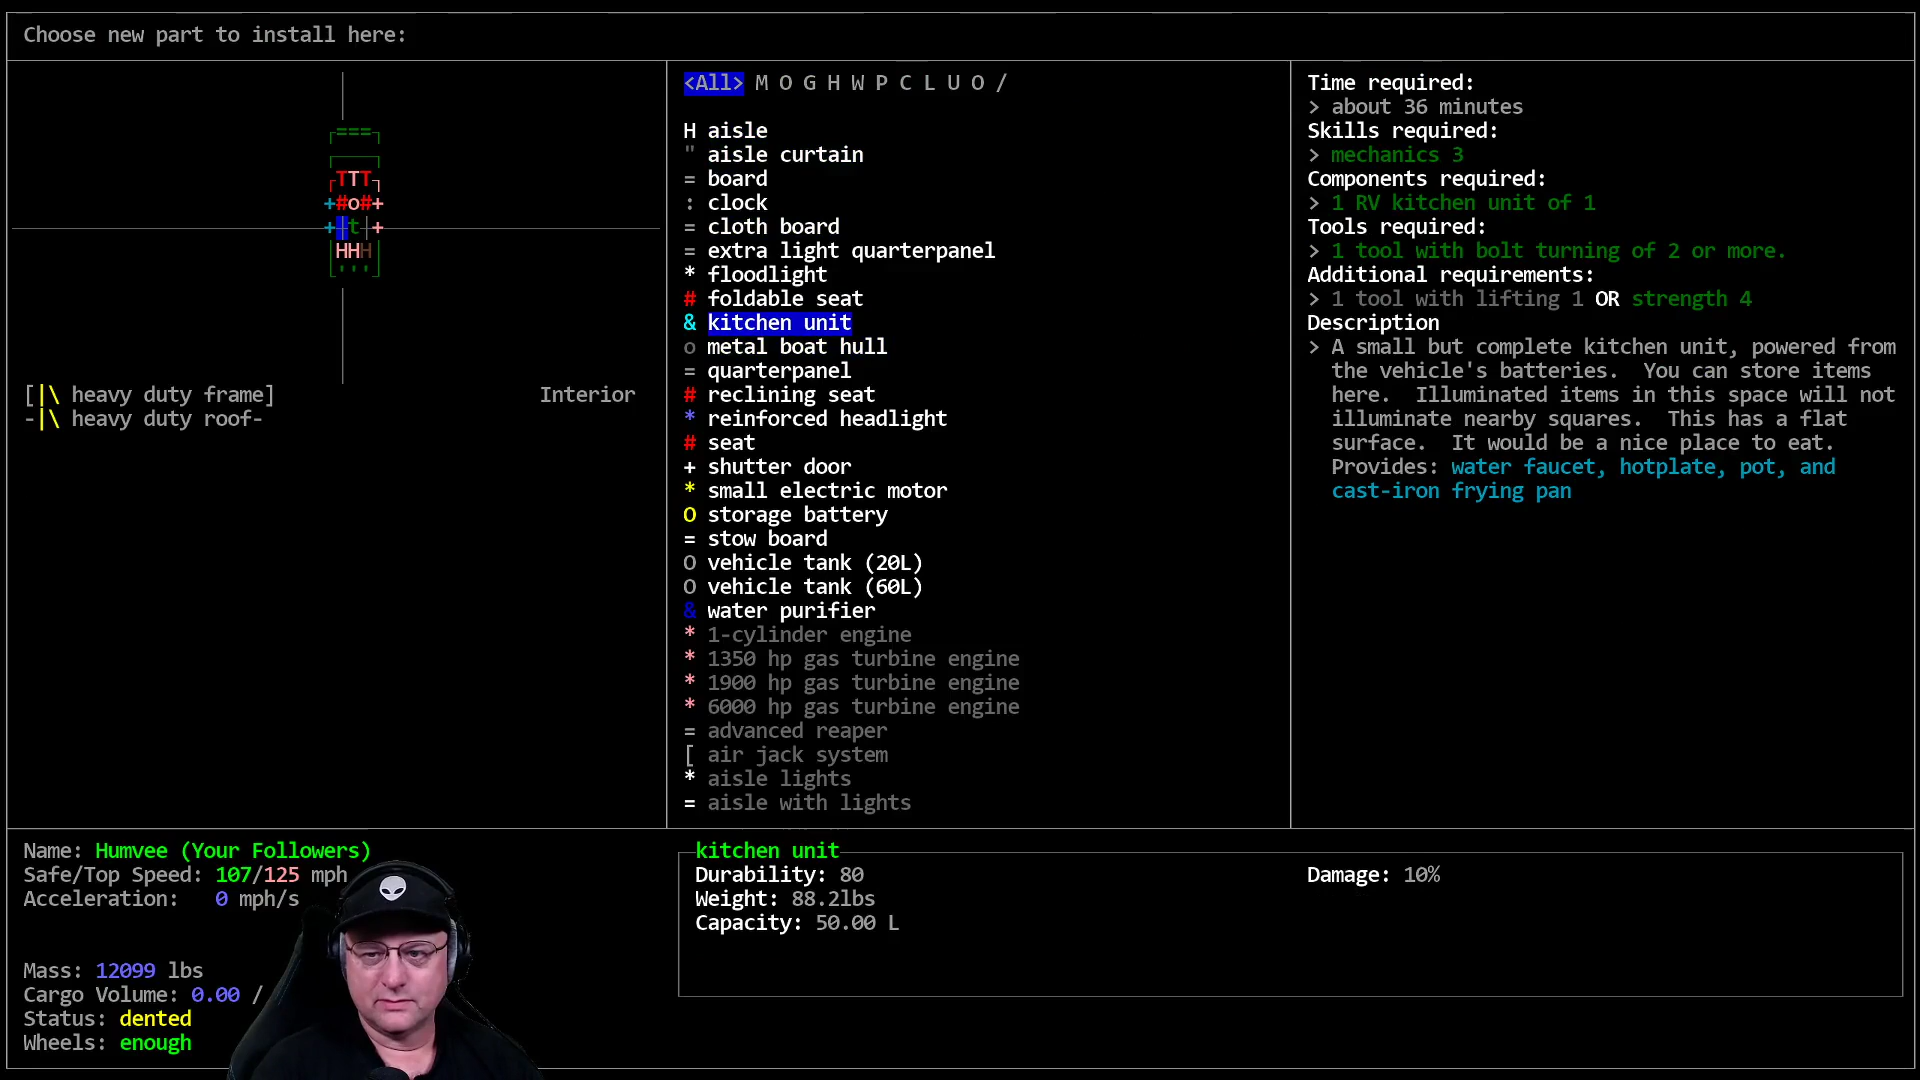 Choose new part to install here:
[|\ heavy duty frame] Interior
-|\ heavy duty roof-
<All> M O G H W P C L U O /
H aisle
" aisle curtain
= board
: clock
= cloth board
= extra light quarterpanel
* floodlight
# foldable seat
& kitchen unit
o metal boat hull
= quarterpanel
# reclining seat
* reinforced headlight
# seat
+ shutter door
* small electric motor
O storage battery
= stow board
O vehicle tank (20L)
O vehicle tank (60L)
& water purifier
* 1-cylinder engine
* 1350 hp gas turbine engine
* 1900 hp gas turbine engine
* 6000 hp gas turbine engine
= advanced reaper
[ air jack system
* aisle lights
= aisle with lights
Time required:
> about 36 minutes
Skills required:
> mechanics 3
Components required:
> 1 RV kitchen unit of 1
Tools required:
> 1 tool with bolt turning of 2 or more.
Additional requirements:
> 1 tool with lifting 1 OR strength 4
Description
> A small but complete kitchen unit, powered from
the vehicle's batteries. You can store items
here. Illuminated items in this space will not
illuminate nearby squares. This has a flat
surface. It would be a nice place to eat.
Provides: water faucet, hotplate, pot, and
cast-iron frying pan
Name: Humvee (Your Followers)
Safe/Top Speed: 107/125 mph
Acceleration: 0 mph/s
Mass: 12099 lbs
Cargo Volume: 0.00 /
Status: dented
Wheels: enough
kitchen unit
Durability: 80
Weight: 88.2lbs
Capacity: 50.00 L
Damage: 10%